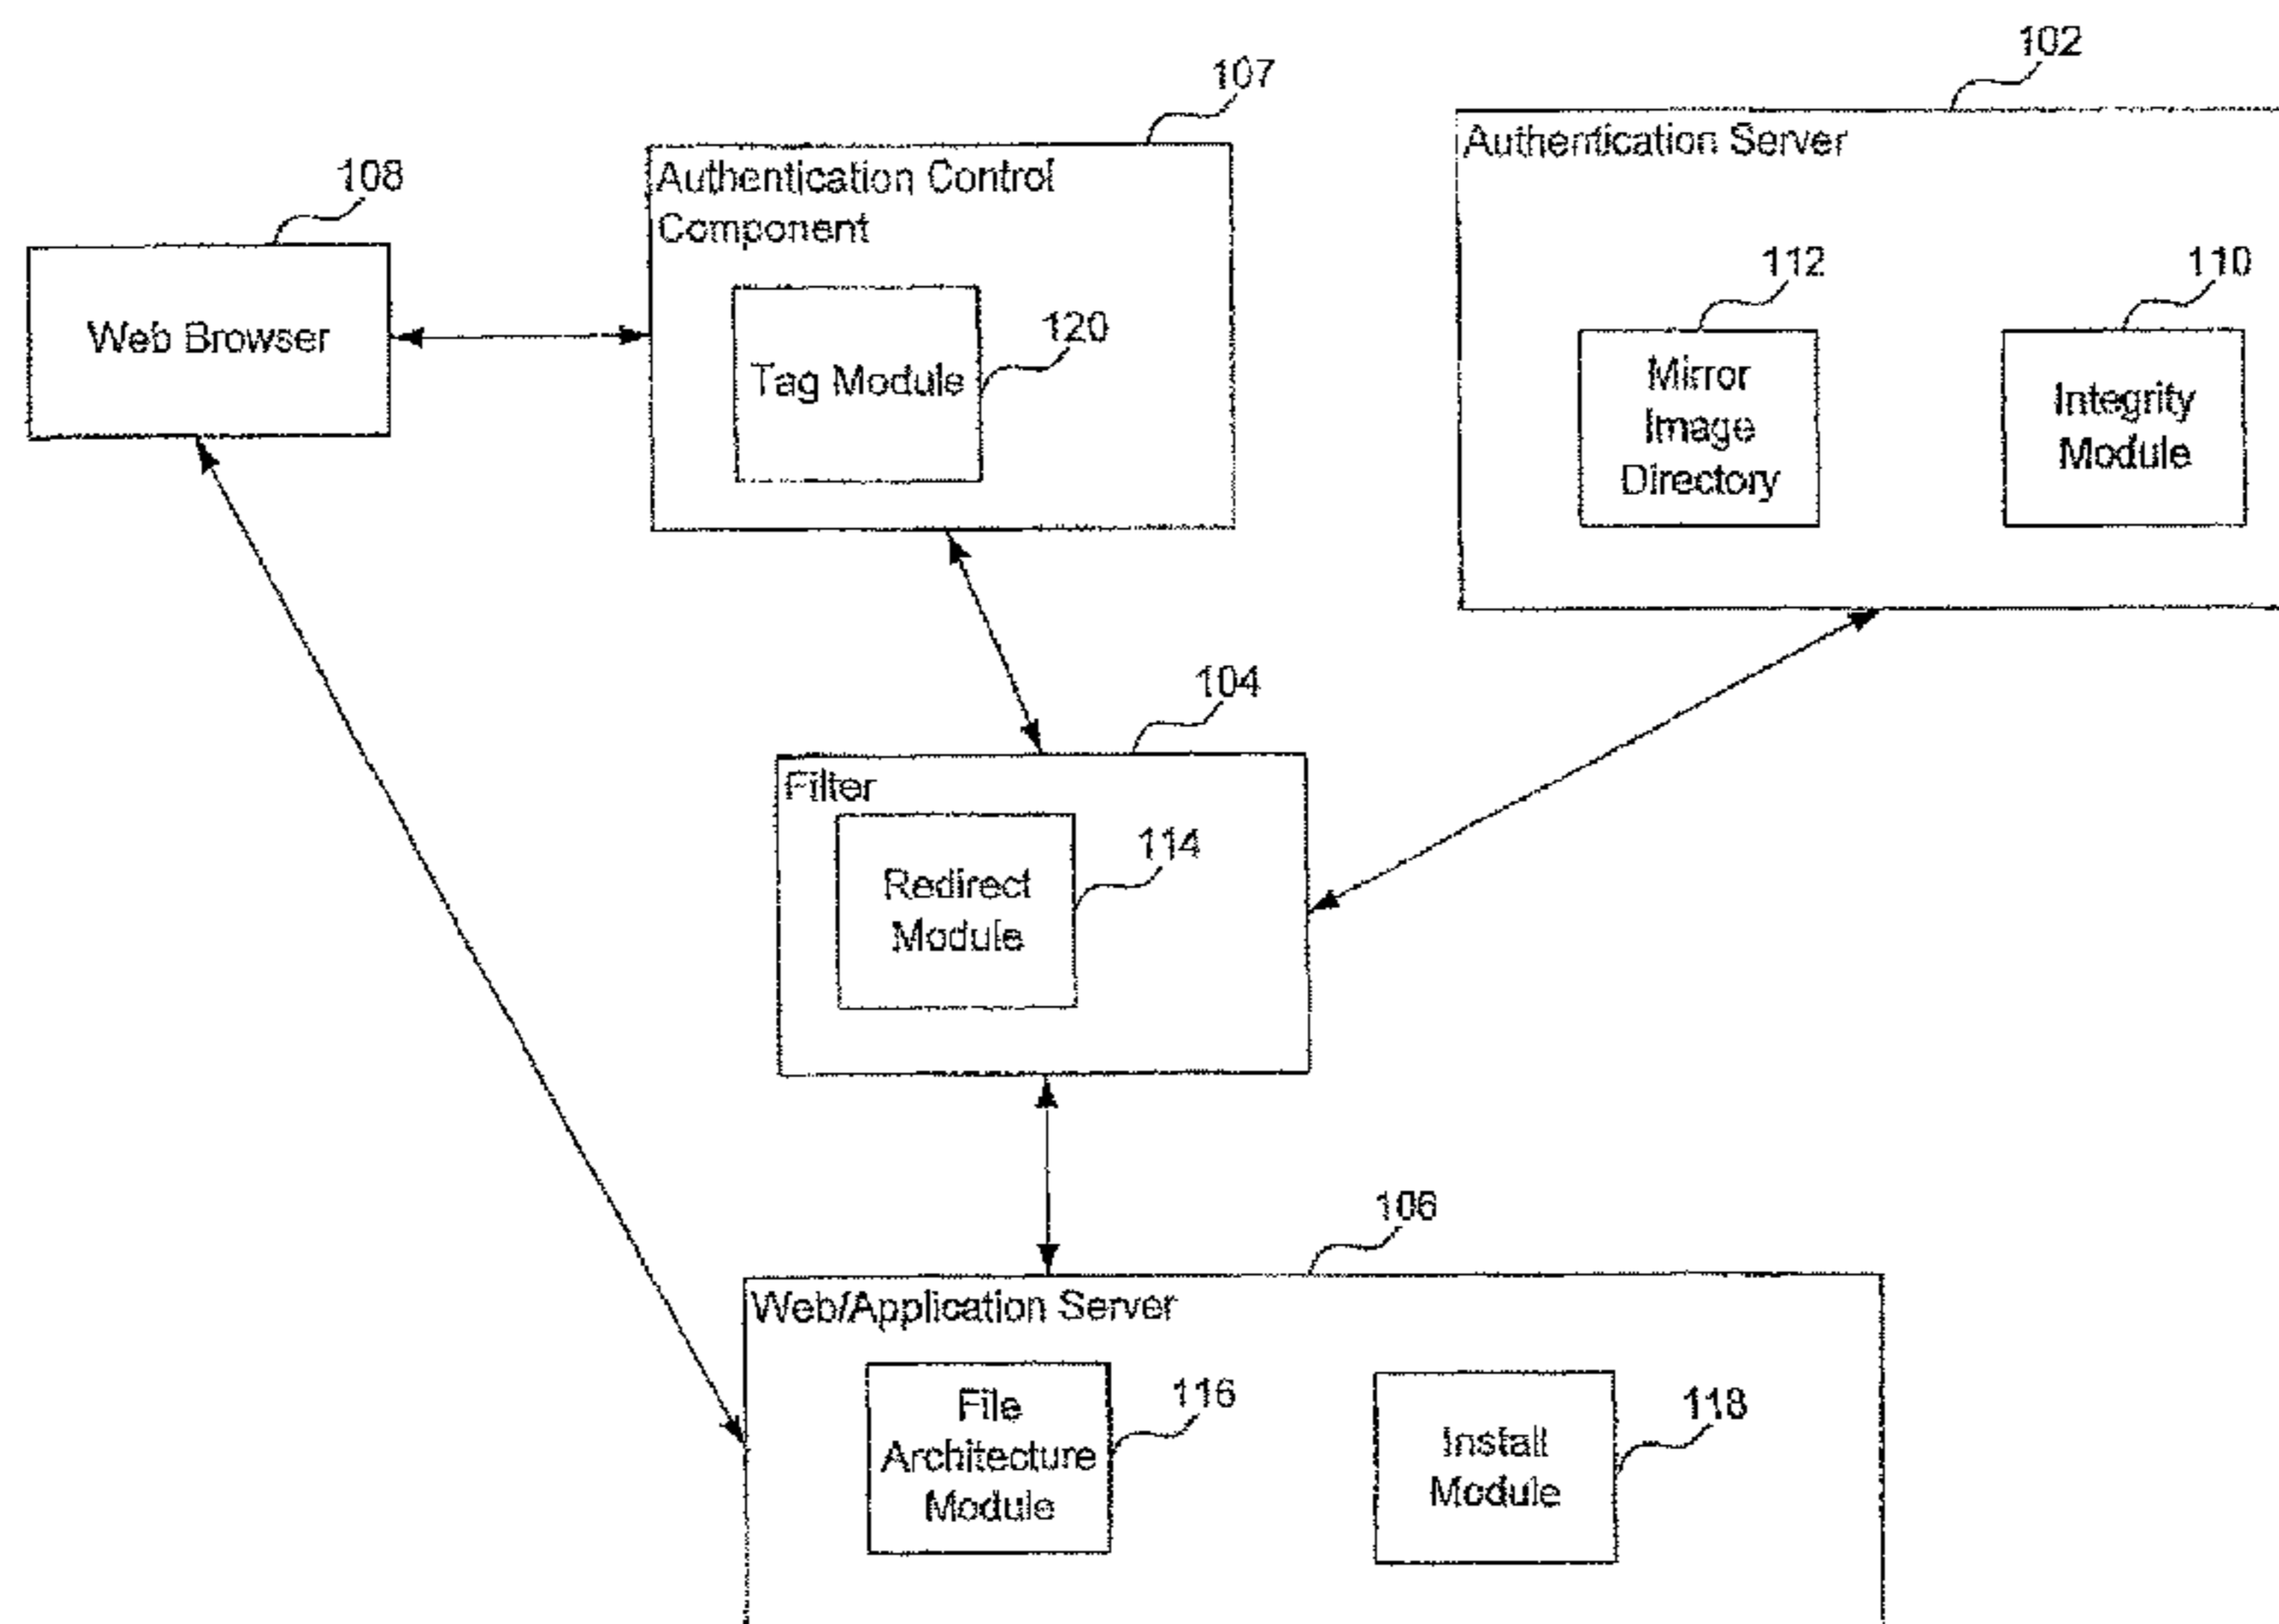 102
107
Authentication Server
108
Authentication Control
Component
112
110
Web Browser
120
Tag Module
Mirror
Image
Directory
Integrity
Module
104
Filter
114
Redirect
Module
106
Web/Application Server
File
Architecture
Module
116
Install
Module
118